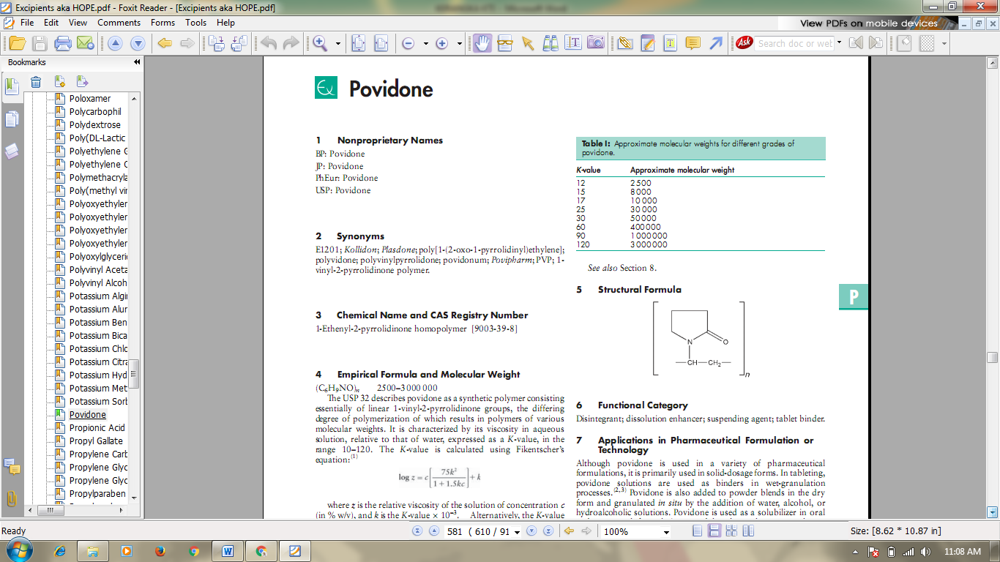 Excipients aka HOPE.pdf - Foxit Reader - [Excipients aka HOPE.pdf]
File Edit View Comments Forms Tools Help
View PDFs on mobile devices
Ask Search doc or wet
Bookmarks
Poloxamer
Polycarbophil
Polydextrose
Poly(DL-Lactic
Polyethylene G
Polyethylene O
Polymethacryla
Poly(methyl vin
Polyoxyethylen
Polyoxyethylen
Polyoxyethylen
Polyoxyethylen
Polyoxylglyceri
Polyvinyl Aceta
Polyvinyl Alcoh
Potassium Algi
Potassium Alur
Potassium Ben
Potassium Bica
Potassium Chlo
Potassium Citra
Potassium Hyd
Potassium Met
Potassium Sorb
Povidone
Propionic Acid
Propyl Gallate
Propylene Carb
Propylene Glyc
Propylene Glyc
Propylparaben
Ex Povidone
1 Nonproprietary Names
BP: Povidone
JP: Povidone
PhEur: Povidone
USP: Povidone
2 Synonyms
E1201; Kollidon; Plasdone; poly[1-(2-oxo-1-pyrrolidinyl)ethylene];
polyvidone; polyvinylpyrrolidone; povidonum; Povipharm; PVP; 1-
vinyl-2-pyrrolidinone polymer.
3 Chemical Name and CAS Registry Number
1-Ethenyl-2-pyrrolidinone homopolymer [9003-39-8]
4 Empirical Formula and Molecular Weight
(C6H9NO)n 2500–3 000 000
The USP 32 describes povidone as a synthetic polymer consisting
essentially of linear 1-vinyl-2-pyrrolidinone groups, the differing
degree of polymerization of which results in polymers of various
molecular weights. It is characterized by its viscosity in aqueous
solution, relative to that of water, expressed as a K-value, in the
range 10–120. The K-value is calculated using Fikentscher's
equation:(1)
log z = c [75k² / 1 + 1.5kc] + k
where z is the relative viscosity of the solution of concentration c
(in % w/v), and k is the K-value × 10−3. Alternatively, the K-value
Table I: Approximate molecular weights for different grades of
povidone.
K-value Approximate molecular weight
12 2 500
15 8 000
17 10 000
25 30 000
30 50 000
60 400 000
90 1 000 000
120 3 000 000
See also Section 8.
5 Structural Formula
N O
CH CH2
n
P
6 Functional Category
Disintegrant; dissolution enhancer; suspending agent; tablet binder.
7 Applications in Pharmaceutical Formulation or
Technology
Although povidone is used in a variety of pharmaceutical
formulations, it is primarily used in solid-dosage forms. In tableting,
povidone solutions are used as binders in wet-granulation
processes.(2,3) Povidone is also added to powder blends in the dry
form and granulated in situ by the addition of water, alcohol, or
hydroalcoholic solutions. Povidone is used as a solubilizer in oral
Ready
581 ( 610 / 91
100%
Size: [8.62 * 10.87 in]
11:08 AM